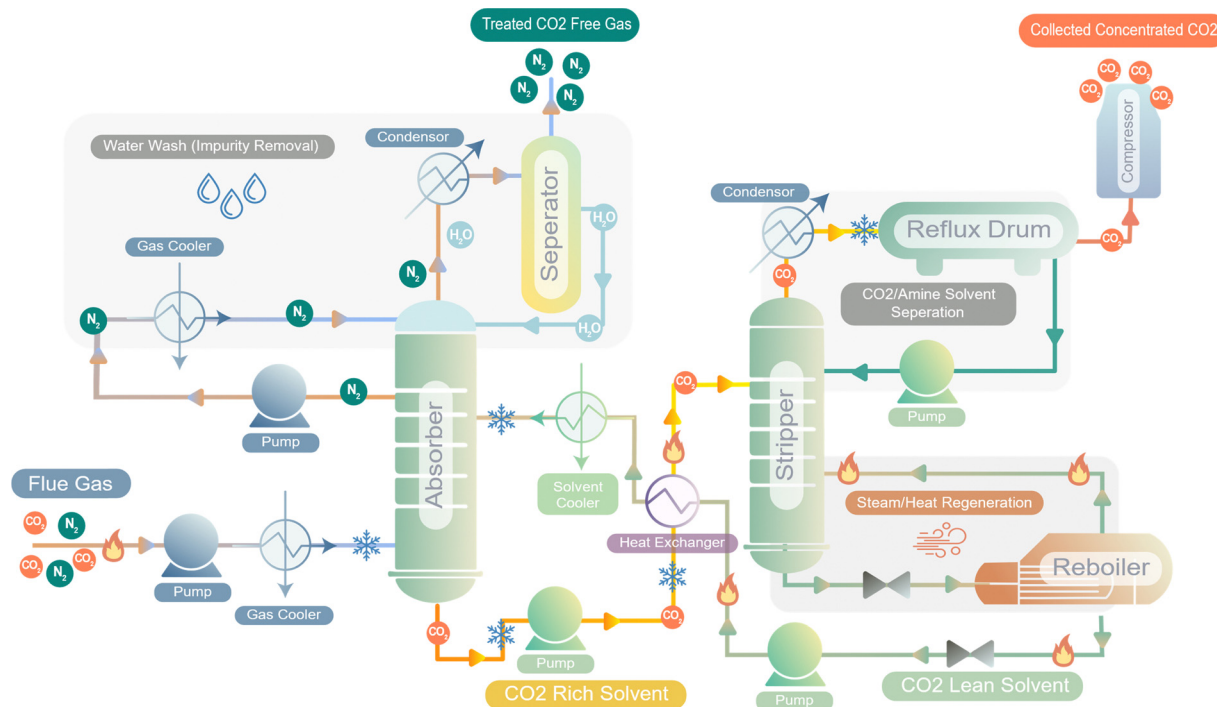 Treated CO2 Free Gas
Collected Concentrated CO2
N2
N2
N2
N2
N2
CO2
CO2
CO2
CO2
Compressor
Water Wash (Impurity Removal)
Condensor
Seperator
H2O
H2O
H2O
N2
Gas Cooler
N2
N2
Pump
N2
Condensor
Reflux Drum
CO2
CO2
CO2/Amine Solvent
Seperation
Pump
Absorber
Stripper
CO2
Solvent
Cooler
Heat Exchanger
Flue Gas
CO2
N2
CO2
CO2
N2
Pump
Gas Cooler
Steam/Heat Regeneration
Reboiler
CO2
CO2
Pump
CO2 Rich Solvent
Pump
CO2 Lean Solvent